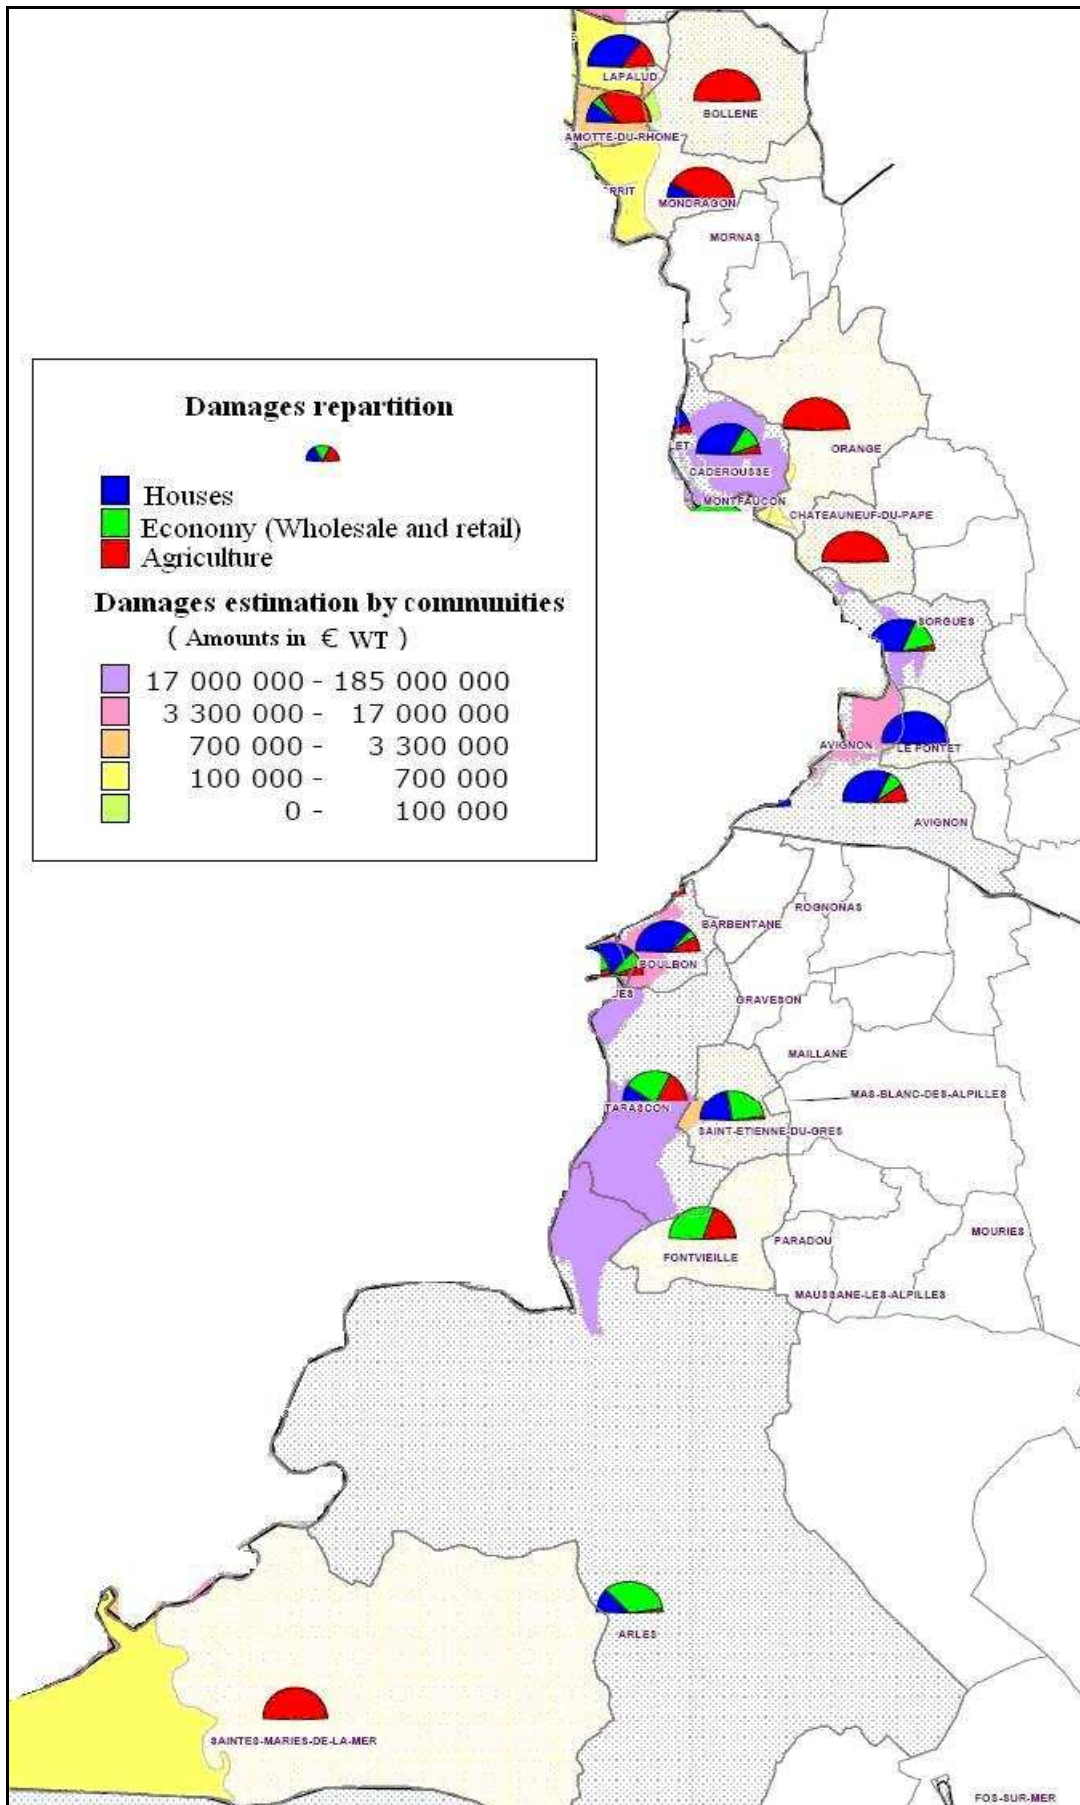 LAPALUD
BOLLENE
AMOTTE-DU-RHONE
PRIT
MONDRAGON
MORNAS
Damages repartition
Houses
Economy (Wholesale and retail)
Agriculture
Damages estimation by communities
( Amounts in € WT )
17 000 000 - 185 000 000
3 300 000 - 17 000 000
700 000 - 3 300 000
100 000 - 700 000
0 - 100 000
ORANGE
LET
CADEROUSSE
MONTFAUCON
CHATEAUNEUF-DU-PAPE
SORGUES
AVIGNON
LE PONTET
AVIGNON
ROGNONAS
BARBENTANE
BOULBON
UES
GRAVESON
MAILLANE
MAS-BLANC-DES-ALPILLES
TARASCON
SAINT-ETIENNE-DU-GRES
MOURIES
PARADOU
FONTVIEILLE
MAUSSANE-LES-ALPILLES
ARLES
SAINTES-MARIES-DE-LA-MER
FOS-SUR-MER